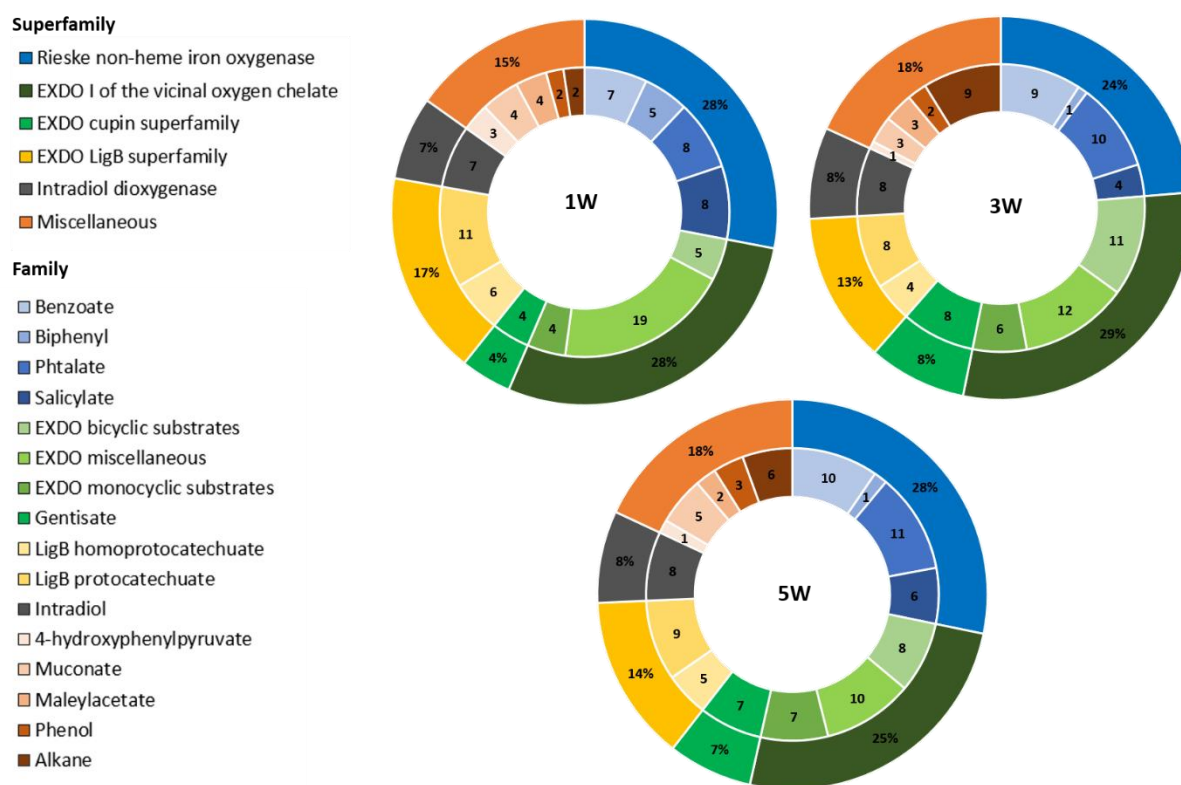 Superfamily
Rieske non-heme iron oxygenase
EXDO I of the vicinal oxygen chelate
EXDO cupin superfamily
EXDO LigB superfamily
Intradiol dioxygenase
Miscellaneous
Family
Benzoate
Biphenyl
Phtalate
Salicylate
EXDO bicyclic substrates
EXDO miscellaneous
EXDO monocyclic substrates
Gentisate
LigB homoprotocatechuate
LigB protocatechuate
Intradiol
4-hydroxyphenylpyruvate
Muconate
Maleylacetate
Phenol
Alkane
1W
28%
28%
4%
17%
7%
15%
7
5
8
8
5
19
4
4
6
11
7
3
4
4
2
2
3W
24%
29%
8%
13%
8%
18%
9
1
10
4
11
12
6
8
4
8
8
1
3
3
2
9
5W
28%
25%
7%
14%
8%
18%
10
1
11
6
8
10
7
7
5
9
8
1
5
2
3
6